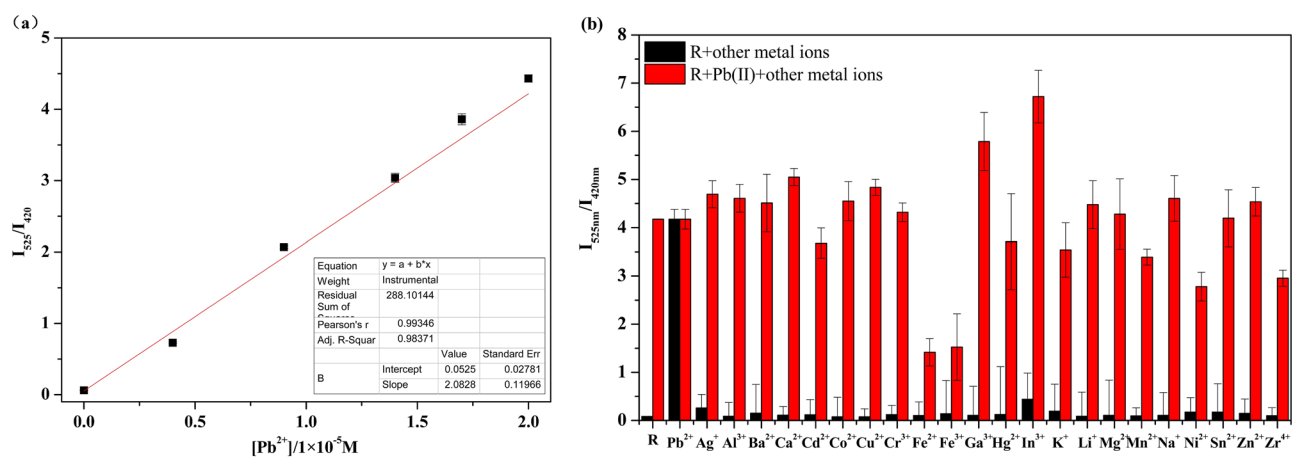 (a)
I525/I420
5
4
3
2
1
0
0.0 0.5 1.0 1.5 2.0
[Pb2+]/1×10-5M
Equation y = a + b*x
Weight Instrumental
Residual 288.10144
Sum of
Pearson's r 0.99346
Adj. R-Squar 0.98371
Value Standard Err
B Intercept 0.0525 0.02781
Slope 2.0828 0.11966
(b)
I525nm/I420nm
8
7
6
5
4
3
2
1
0
R+other metal ions
R+Pb(II)+other metal ions
R Pb2+ Ag+ Al3+ Ba2+ Ca2+ Cd2+ Co2+ Cu2+ Cr3+ Fe2+ Fe3+ Ga3+ Hg2+ In3+ K+ Li+ Mg2+ Mn2+ Na+ Ni2+ Sn2+ Zn2+ Zr4+